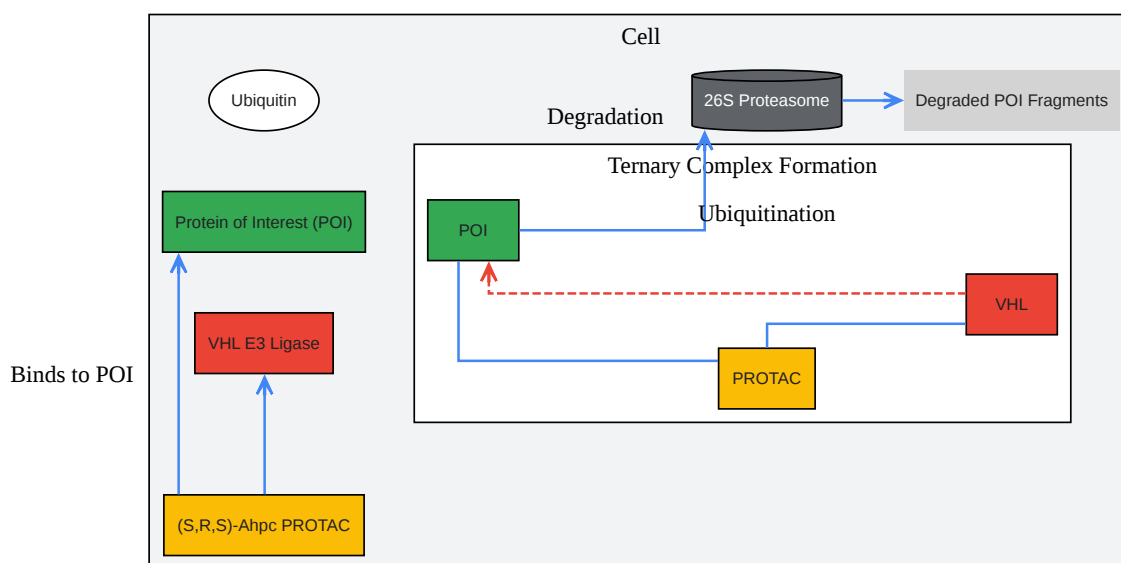 Cell
Ubiquitin
26S Proteasome
Degraded POI Fragments
Degradation
Ternary Complex Formation
Protein of Interest (POI)
Ubiquitination
POI
VHL
VHL E3 Ligase
Binds to POI
PROTAC
(S,R,S)-Ahpc PROTAC